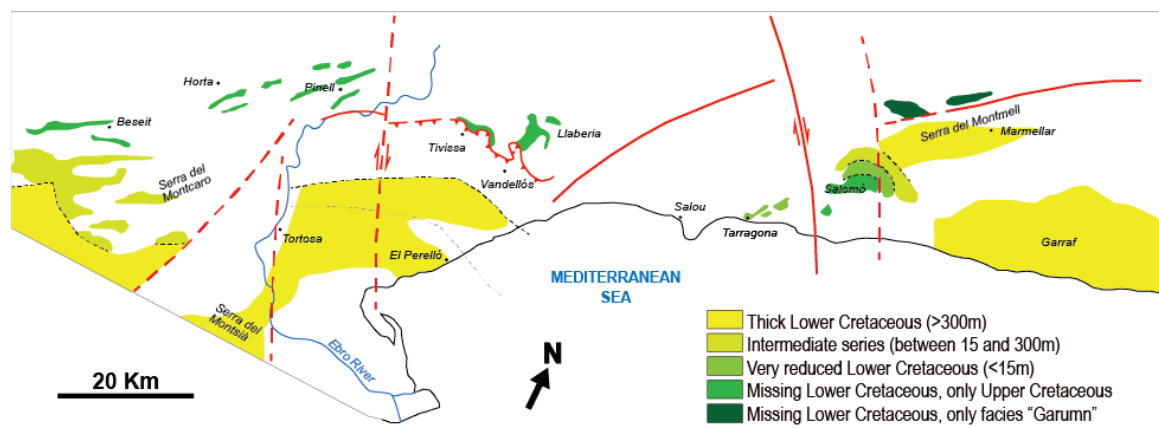 Horta
Pinell
Beseit
Serra del
Montcaro
Tivissa
Llaberia
Vandellós
Serra del Montmell
Marmellar
Salomó
Salou
Tarragona
Garraf
Tortosa
El Perelló
Serra del
Montsià
Ebro River
MEDITERRANEAN
SEA
20 Km
N
Thick Lower Cretaceous (>300m)
Intermediate series (between 15 and 300m)
Very reduced Lower Cretaceous (<15m)
Missing Lower Cretaceous, only Upper Cretaceous
Missing Lower Cretaceous, only facies “Garumn”